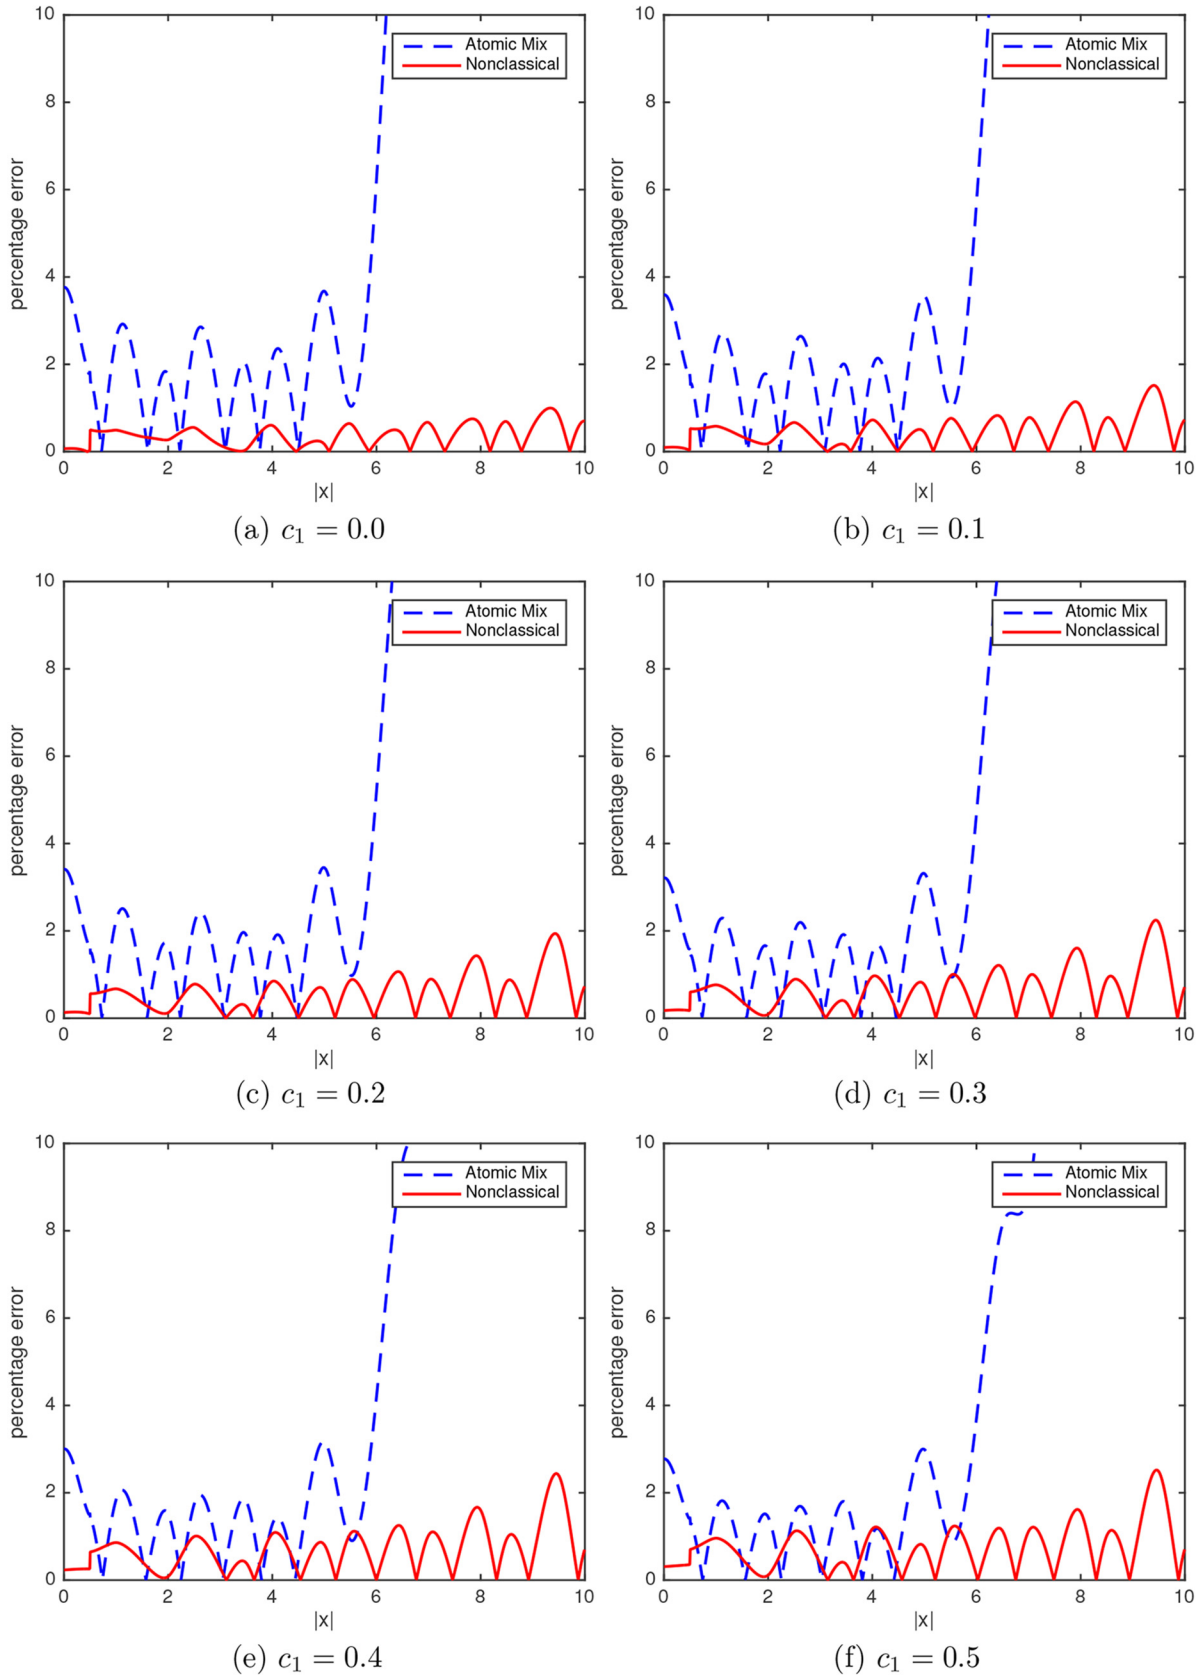 10
8
6
4
2
0
percentage error
Atomic Mix
Nonclassical
0 2 4 6 8 10
|x|
(a) c₁ = 0.0
10
8
6
4
2
0
percentage error
Atomic Mix
Nonclassical
0 2 4 6 8 10
|x|
(b) c₁ = 0.1
10
8
6
4
2
0
percentage error
Atomic Mix
Nonclassical
0 2 4 6 8 10
|x|
(c) c₁ = 0.2
10
8
6
4
2
0
percentage error
Atomic Mix
Nonclassical
0 2 4 6 8 10
|x|
(d) c₁ = 0.3
10
8
6
4
2
0
percentage error
Atomic Mix
Nonclassical
0 2 4 6 8 10
|x|
(e) c₁ = 0.4
10
8
6
4
2
0
percentage error
Atomic Mix
Nonclassical
0 2 4 6 8 10
|x|
(f) c₁ = 0.5